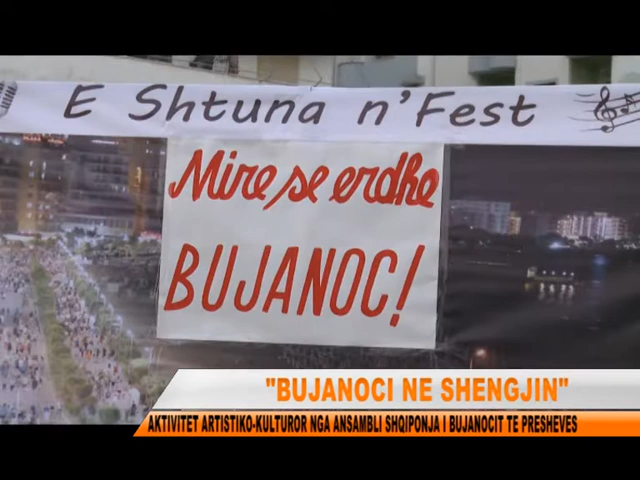 E Shtuna n'Fest
Mire se erdhe
BUJANOC!
"BUJANOCI NE SHENGJIN"
AKTIVITET ARTISTIKO-KULTUROR NGA ANSAMBLI SHQIPONJA I BUJANOCIT TE PRESHEVES